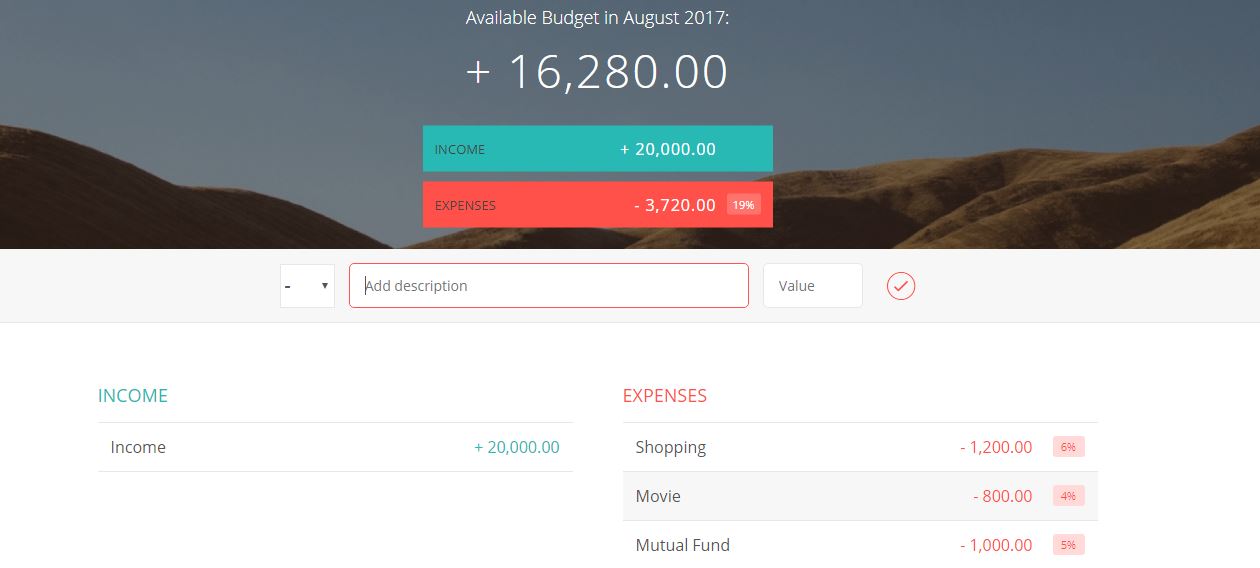 Available Budget in August 2017:
+ 16,280.00
INCOME + 20,000.00
EXPENSES - 3,720.00 19%
- ▼ Add description Value
INCOME
Income + 20,000.00
EXPENSES
Shopping - 1,200.00 6%
Movie - 800.00 4%
Mutual Fund - 1,000.00 5%